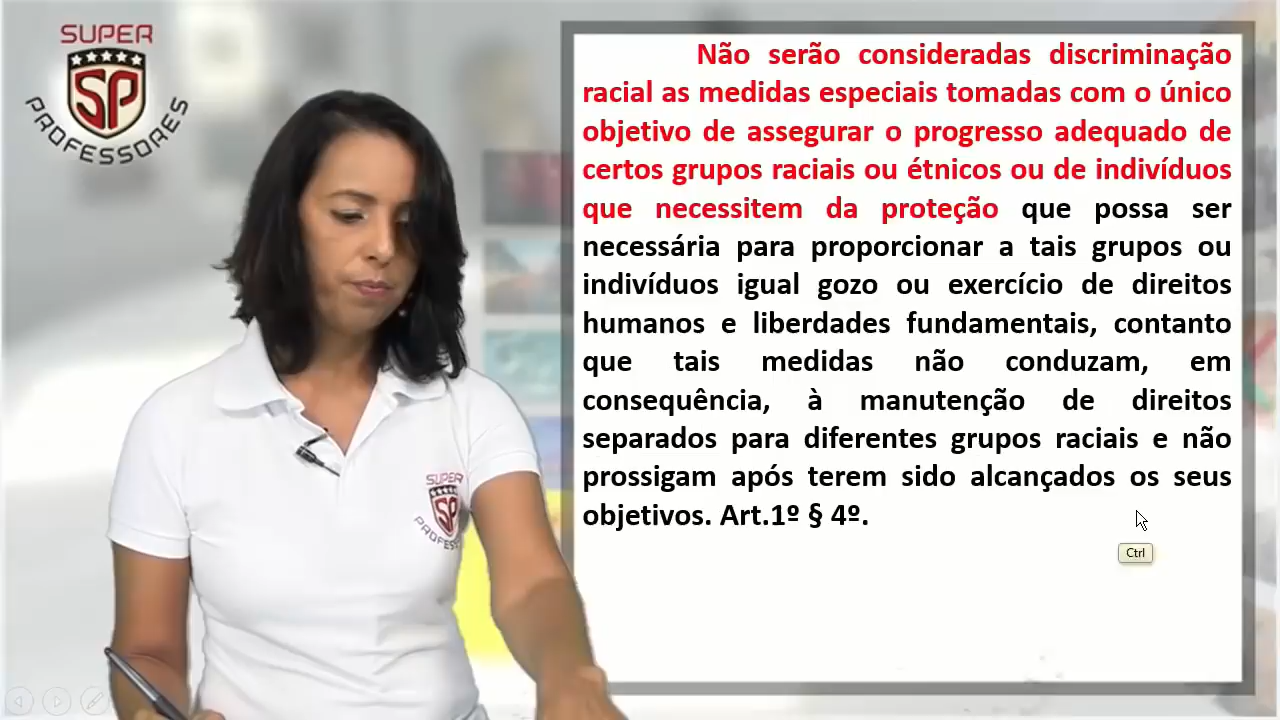 SUPER
SP
PROFESSORES
Não serão consideradas discriminação
racial as medidas especiais tomadas com o único
objetivo de assegurar o progresso adequado de
certos grupos raciais ou étnicos ou de indivíduos
que necessitem da proteção que possa ser
necessária para proporcionar a tais grupos ou
indivíduos igual gozo ou exercício de direitos
humanos e liberdades fundamentais, contanto
que tais medidas não conduzam, em
consequência, à manutenção de direitos
separados para diferentes grupos raciais e não
prossigam após terem sido alcançados os seus
objetivos. Art.1º § 4º.
Ctrl
SUPER
SP